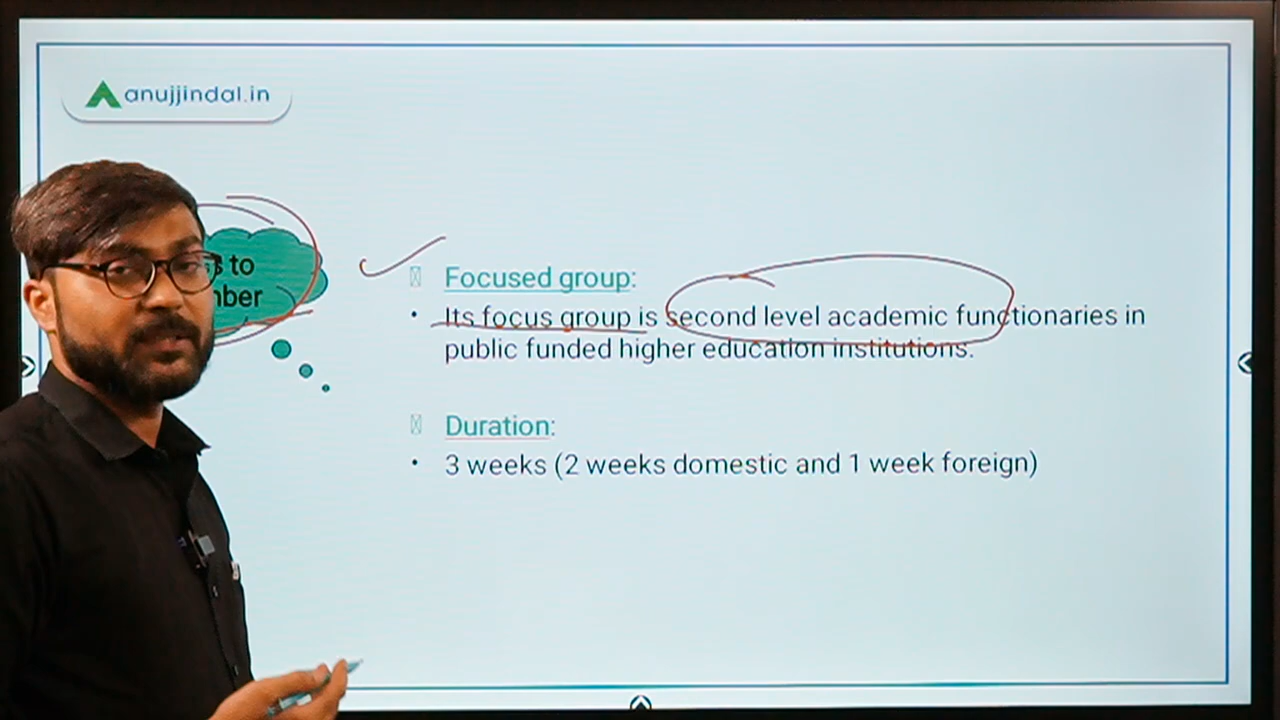 anujjindal.in
to
Focused group:
• Its focus group is second level academic functionaries in
public funded higher education institutions.
Duration:
• 3 weeks (2 weeks domestic and 1 week foreign)